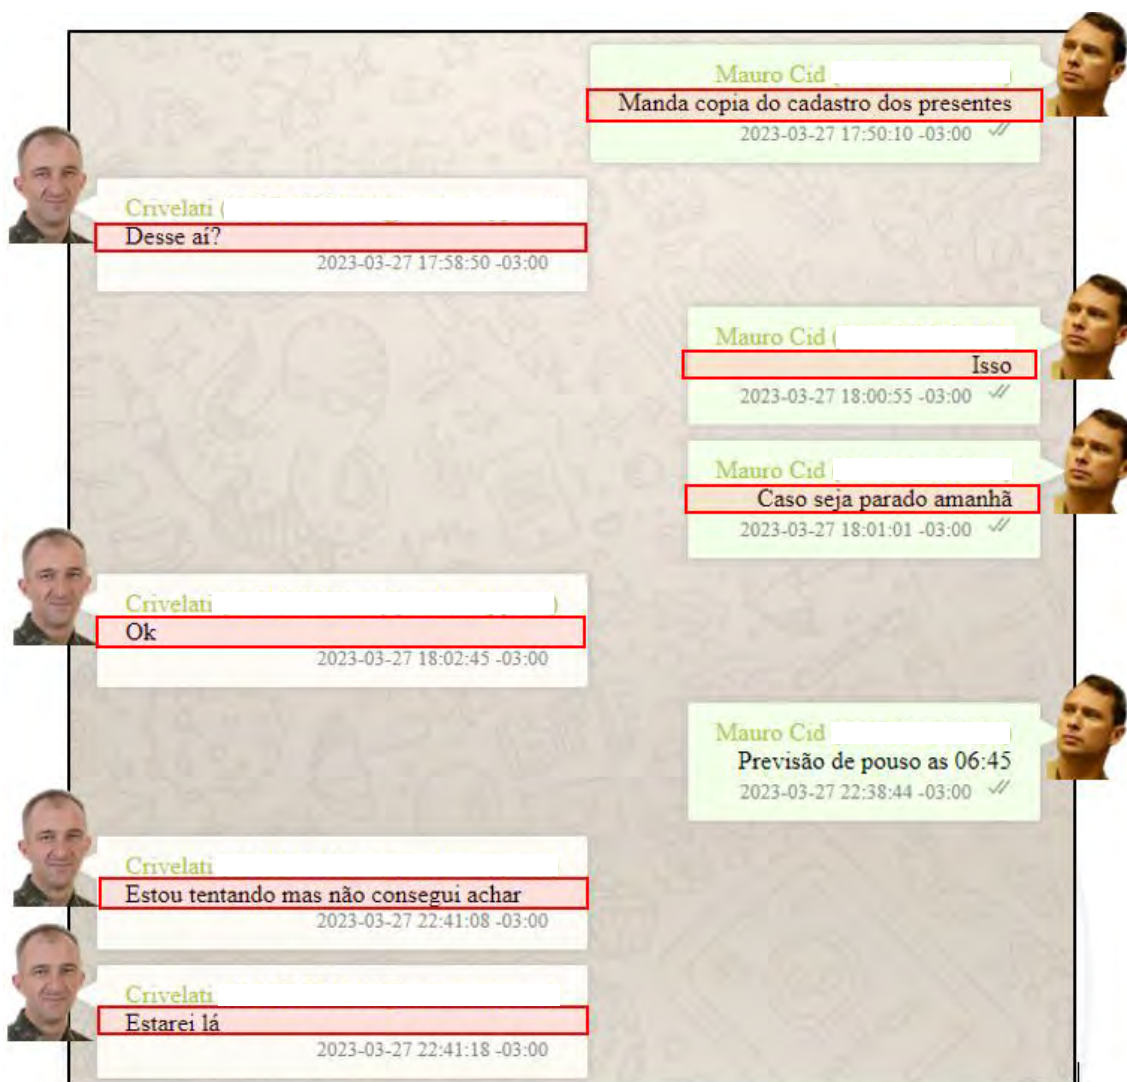 Mauro Cid (
Manda copia do cadastro dos presentes
2023-03-27 17:50:10 -03:00
Crivelati (
Desse aí?
2023-03-27 17:58:50 -03:00
Mauro Cid (
Isso
2023-03-27 18:00:55 -03:00
Mauro Cid
Caso seja parado amanhã
2023-03-27 18:01:01 -03:00
Crivelati )
Ok
2023-03-27 18:02:45 -03:00
Mauro Cid
Previsão de pouso as 06:45
2023-03-27 22:38:44 -03:00
Crivelati
Estou tentando mas não consegui achar
2023-03-27 22:41:08 -03:00
Crivelati
Estarei lá
2023-03-27 22:41:18 -03:00